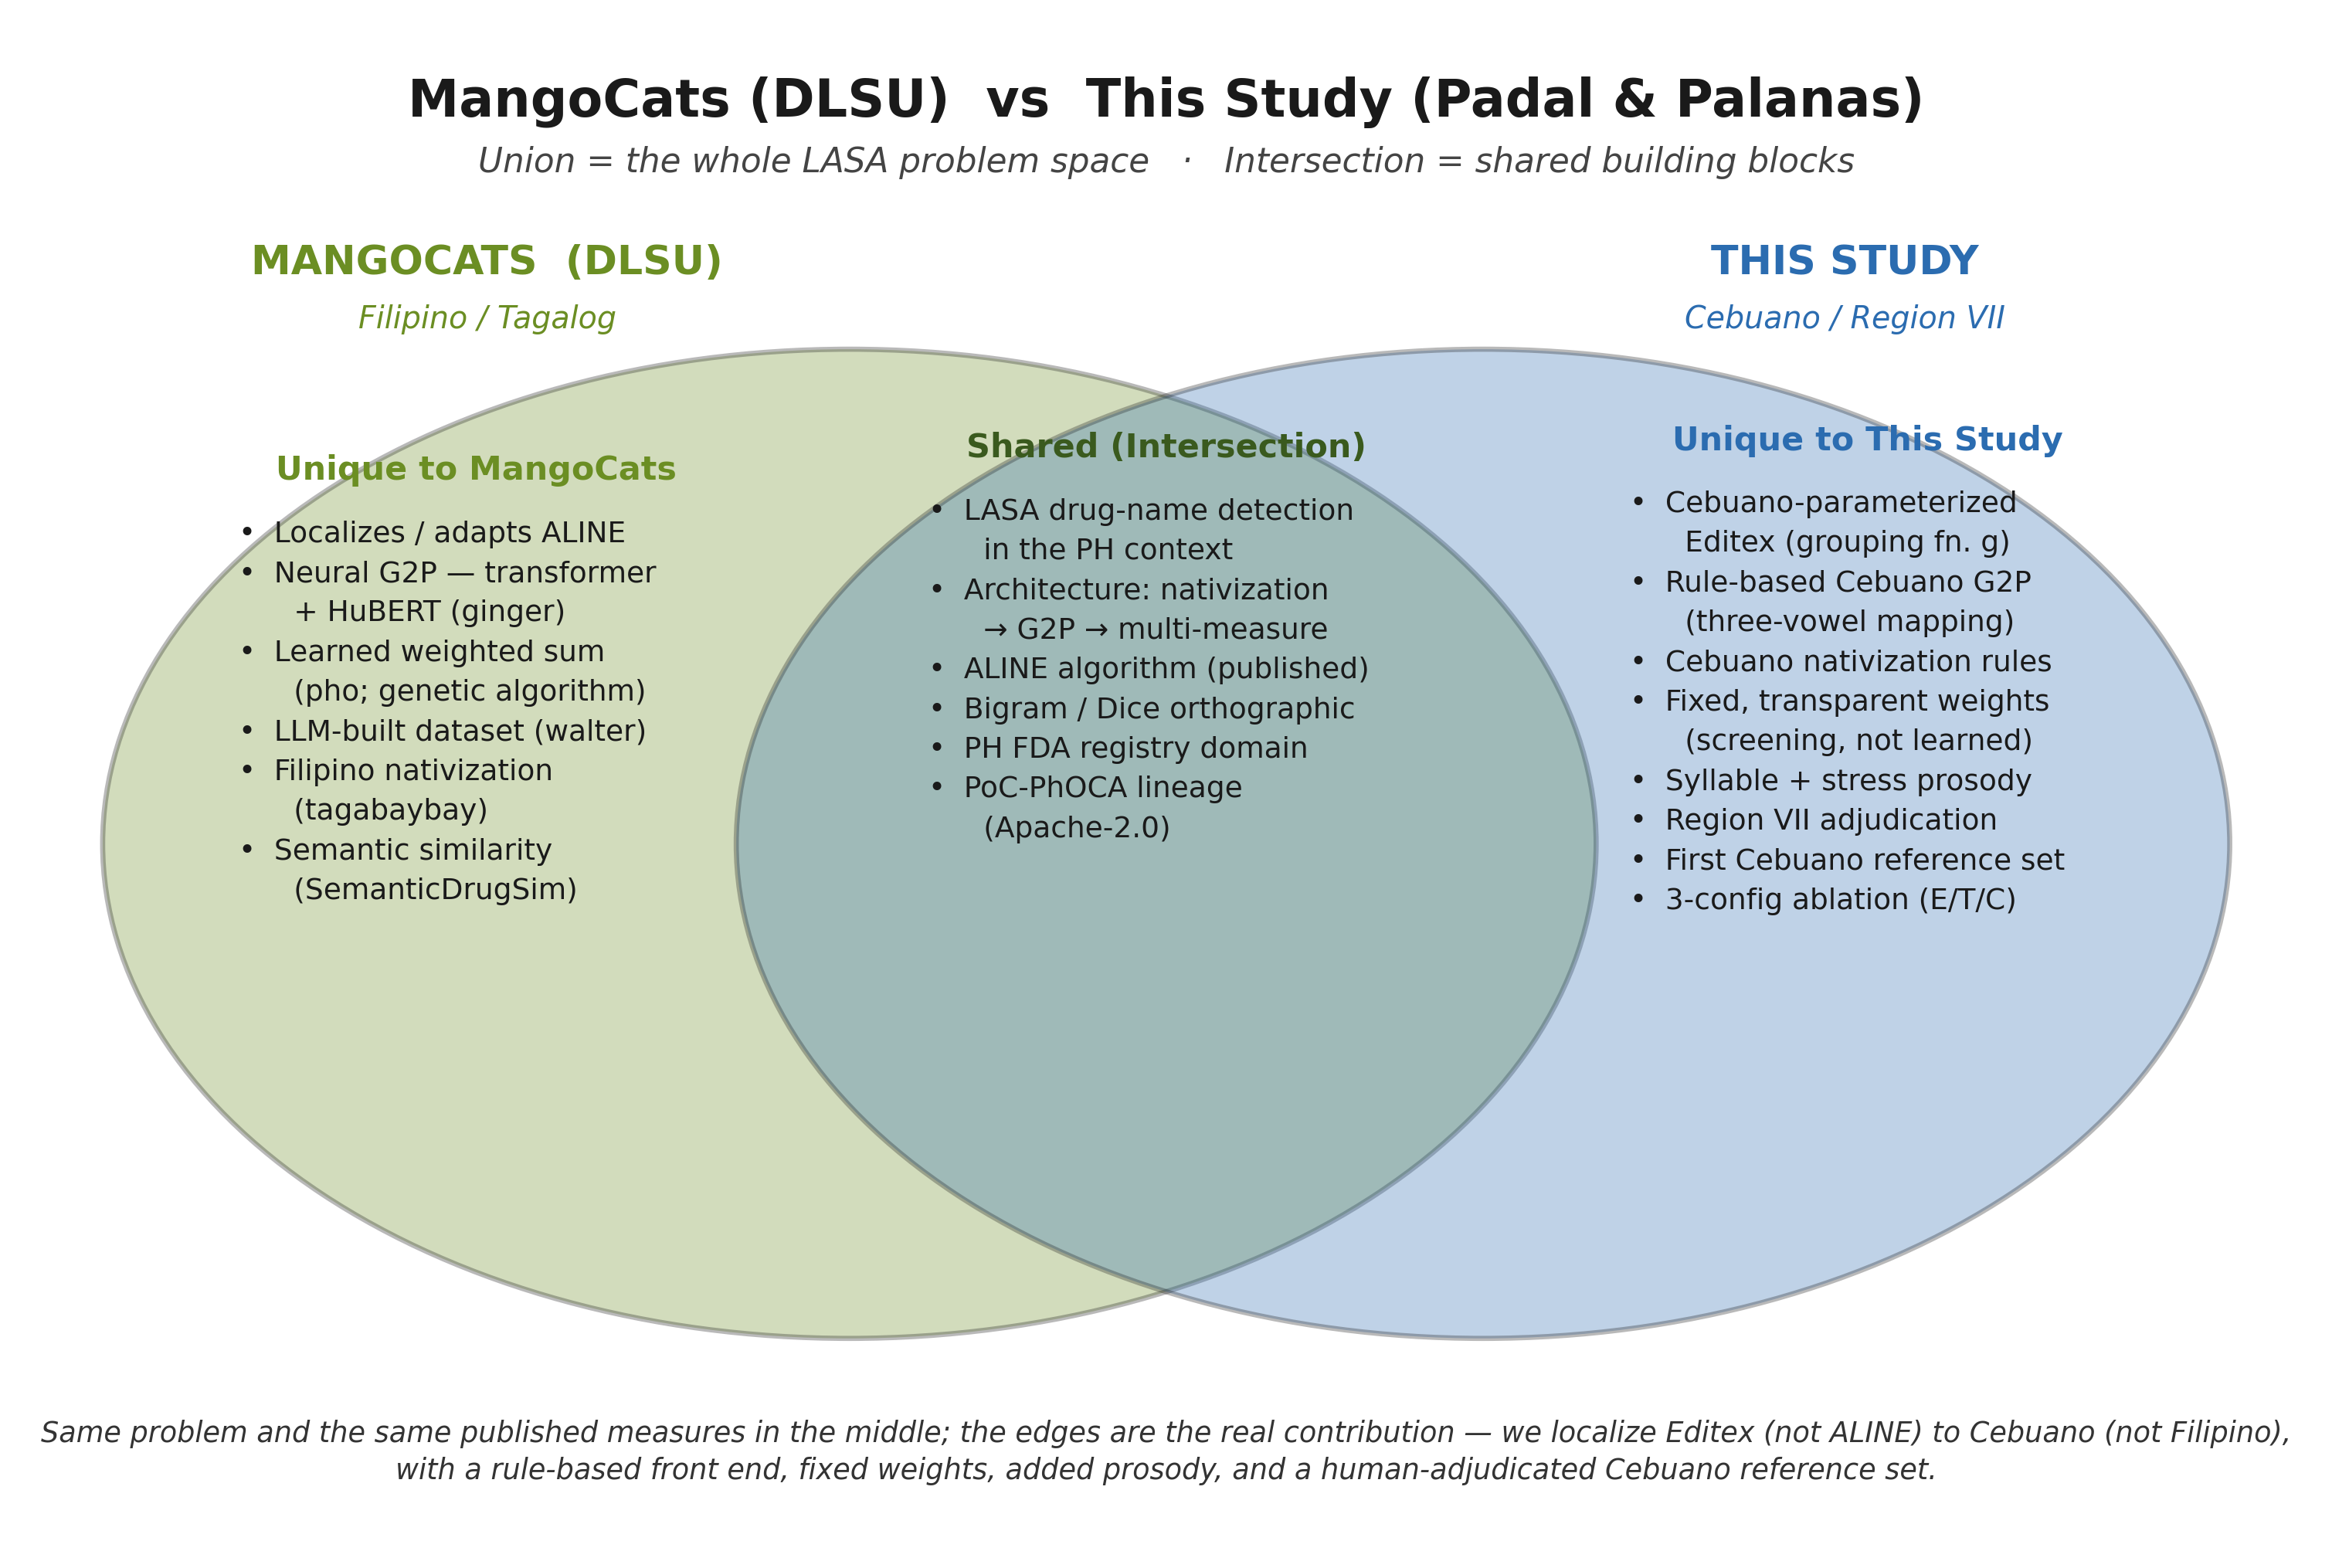 MangoCats (DLSU)  vs  This Study (Padal & Palanas)
Union = the whole LASA problem space  ·  Intersection = shared building blocks
MANGOCATS  (DLSU)
Filipino / Tagalog
THIS STUDY
Cebuano / Region VII
Unique to MangoCats
• Localizes / adapts ALINE
• Neural G2P — transformer
+ HuBERT (ginger)
• Learned weighted sum
(pho; genetic algorithm)
• LLM-built dataset (walter)
• Filipino nativization
(tagabaybay)
• Semantic similarity
(SemanticDrugSim)
Shared (Intersection)
• LASA drug-name detection
in the PH context
• Architecture: nativization
→ G2P → multi-measure
• ALINE algorithm (published)
• Bigram / Dice orthographic
• PH FDA registry domain
• PoC-PhOCA lineage
(Apache-2.0)
Unique to This Study
• Cebuano-parameterized
Editex (grouping fn. g)
• Rule-based Cebuano G2P
(three-vowel mapping)
• Cebuano nativization rules
• Fixed, transparent weights
(screening, not learned)
• Syllable + stress prosody
• Region VII adjudication
• First Cebuano reference set
• 3-config ablation (E/T/C)
Same problem and the same published measures in the middle; the edges are the real contribution — we localize Editex (not ALINE) to Cebuano (not Filipino),
with a rule-based front end, fixed weights, added prosody, and a human-adjudicated Cebuano reference set.